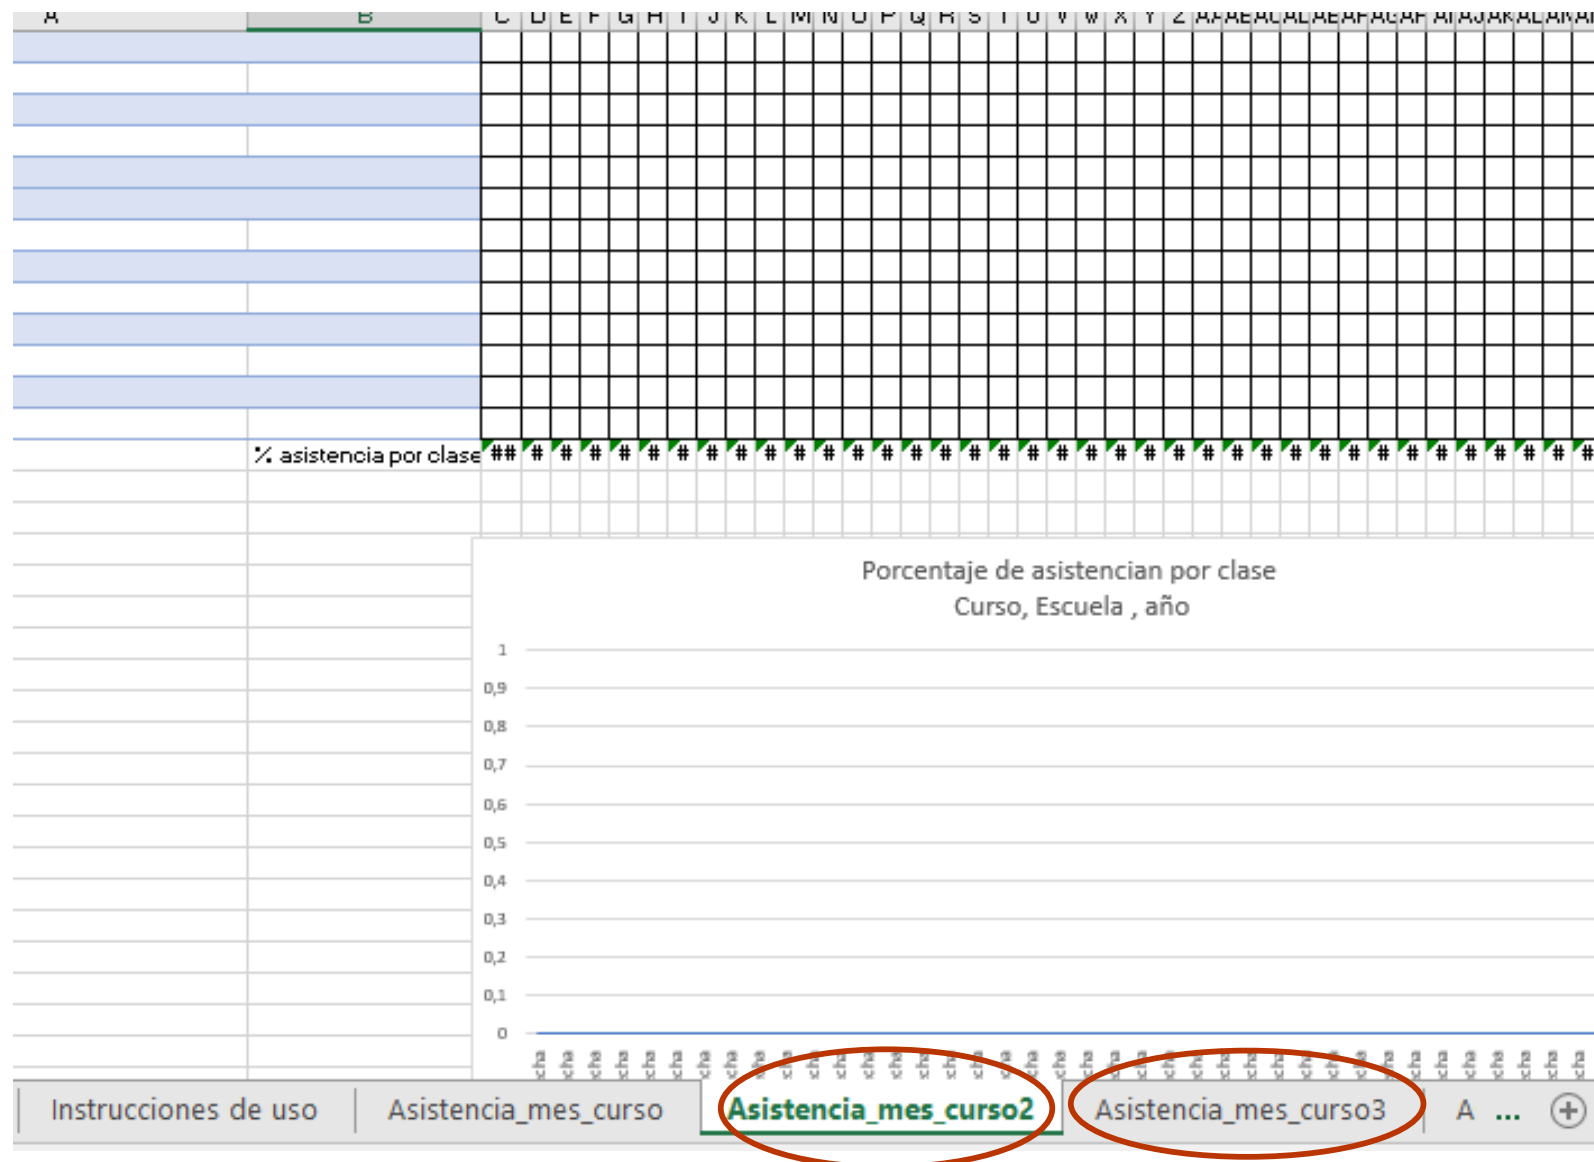 A B C D E F G H I J K L M N O P Q R S T U V W X Y Z
% asistencia por clase ## # # # # # # # # # # # # # # # # # # # # # # # # # # # # # # # # # # # # #
Porcentaje de asistencian por clase
Curso, Escuela , año
1
0,9
0,8
0,7
0,6
0,5
0,4
0,3
0,2
0,1
0
Instrucciones de uso Asistencia_mes_curso Asistencia_mes_curso2 Asistencia_mes_curso3 A ...